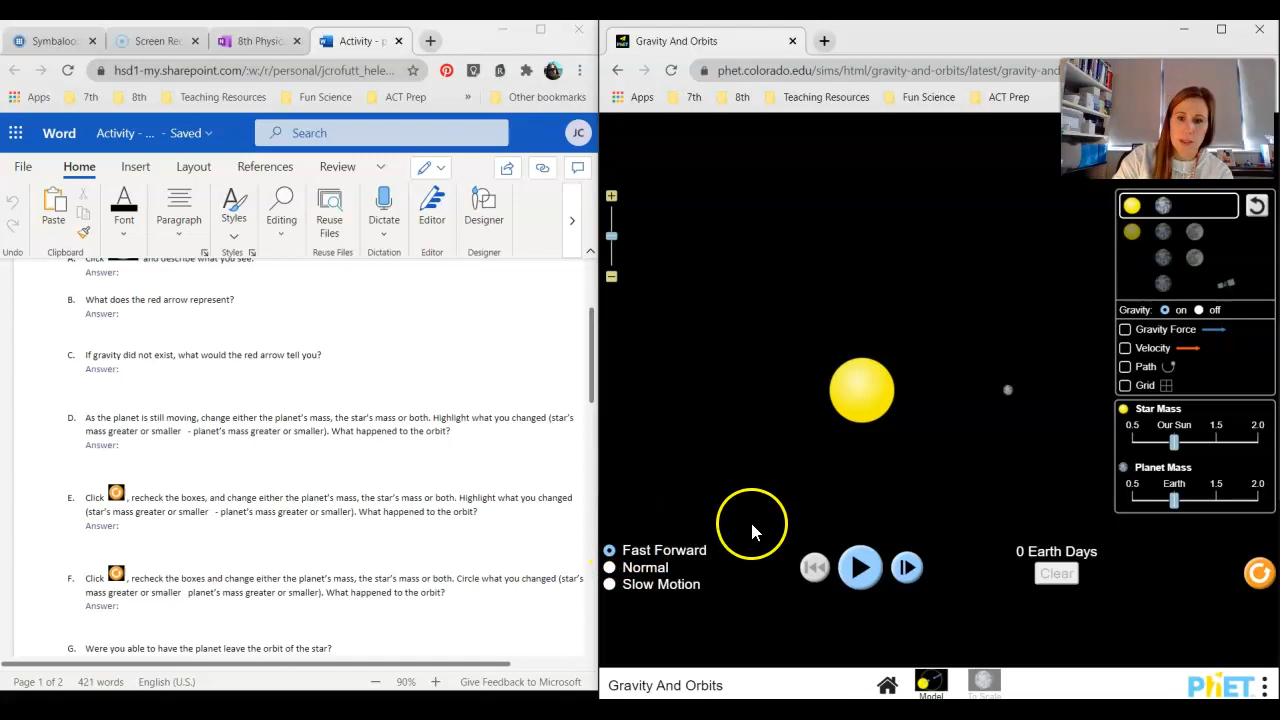 Symbaloo
Screen Rec
8th Physic
Activity - p
hsd1-my.sharepoint.com/:w:/r/personal/jcrofutt_hele...
Apps
7th
8th
Teaching Resources
Fun Science
ACT Prep
»
Other bookmarks
Word
Activity - ... - Saved
Search
JC
File
Home
Insert
Layout
References
Review
Paste
Font
Paragraph
Styles
Editing
Reuse Files
Dictate
Editor
Designer
Undo
Clipboard
Styles
Reuse Files
Dictation
Editor
Designer
A. Click and describe what you see.
Answer:
B. What does the red arrow represent?
Answer:
C. If gravity did not exist, what would the red arrow tell you?
Answer:
D. As the planet is still moving, change either the planet's mass, the star's mass or both. Highlight what you changed (star's
mass greater or smaller - planet's mass greater or smaller). What happened to the orbit?
Answer:
E. Click , recheck the boxes, and change either the planet's mass, the star's mass or both. Highlight what you changed
(star's mass greater or smaller - planet's mass greater or smaller). What happened to the orbit?
Answer:
F. Click , recheck the boxes and change either the planet's mass, the star's mass or both. Circle what you changed (star's
mass greater or smaller planet's mass greater or smaller). What happened to the orbit?
Answer:
G. Were you able to have the planet leave the orbit of the star?
Page 1 of 2
421 words
English (U.S.)
90%
Give Feedback to Microsoft
Gravity And Orbits
phet.colorado.edu/sims/html/gravity-and-orbits/latest/gravity-and
Apps
7th
8th
Teaching Resources
Fun Science
ACT Prep
Gravity: on off
Gravity Force
Velocity
Path
Grid
Star Mass
0.5 Our Sun 1.5 2.0
Planet Mass
0.5 Earth 1.5 2.0
Fast Forward
Normal
Slow Motion
0 Earth Days
Clear
Gravity And Orbits
Model
To Scale
PhET